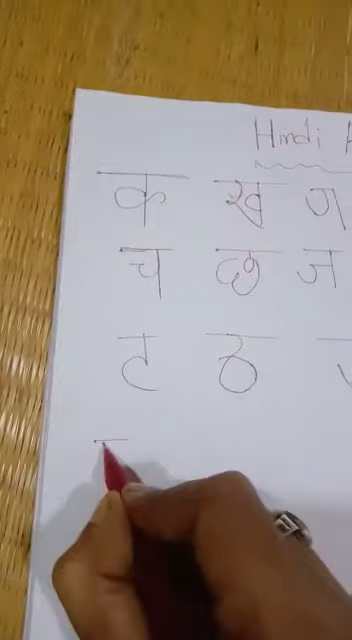 Hindi
क ख ग
च छ ज
ट ठ